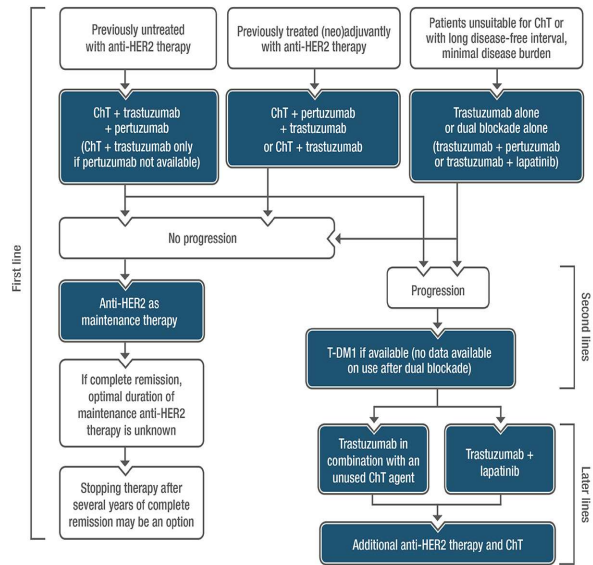 Previously untreated
with anti-HER2 therapy
Previously treated (neo)adjuvantly
with anti-HER2 therapy
Patients unsuitable for ChT or
with long disease-free interval,
minimal disease burden
ChT + trastuzumab
+ pertuzumab
(ChT + trastuzumab only
if pertuzumab not available)
ChT + pertuzumab
+ trastuzumab
or ChT + trastuzumab
Trastuzumab alone
or dual blockade alone
(trastuzumab + pertuzumab
or trastuzumab + lapatinib)
First line
No progression
Progression
Second lines
Anti-HER2 as
maintenance therapy
T-DM1 if available (no data available
on use after dual blockade)
If complete remission,
optimal duration of
maintenance anti-HER2
therapy is unknown
Trastuzumab in
combination with an
unused ChT agent
Trastuzumab +
lapatinib
Later lines
Stopping therapy after
several years of complete
remission may be an option
Additional anti-HER2 therapy and ChT